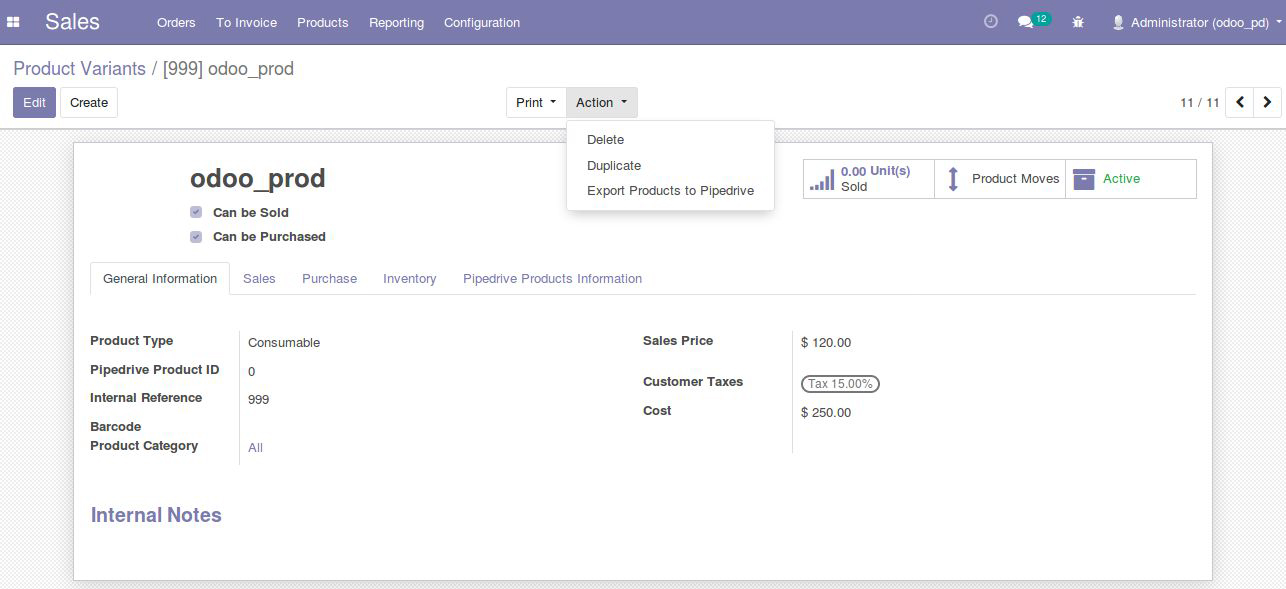 Sales Orders To Invoice Products Reporting Configuration 12 Administrator (odoo_pd)
Product Variants / [999] odoo_prod
Edit Create Print Action 11 / 11
Delete
Duplicate
Export Products to Pipedrive
odoo_prod
Can be Sold
Can be Purchased
0.00 Unit(s)
Sold
Product Moves
Active
General Information Sales Purchase Inventory Pipedrive Products Information
Product Type Consumable
Pipedrive Product ID 0
Internal Reference 999
Barcode
Product Category All
Sales Price $ 120.00
Customer Taxes Tax 15.00%
Cost $ 250.00
Internal Notes